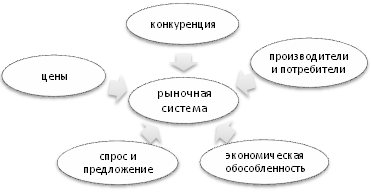 конкуренция
производители
и потребители
цены
рыночная
система
спрос и
предложение
экономическая
обособленность